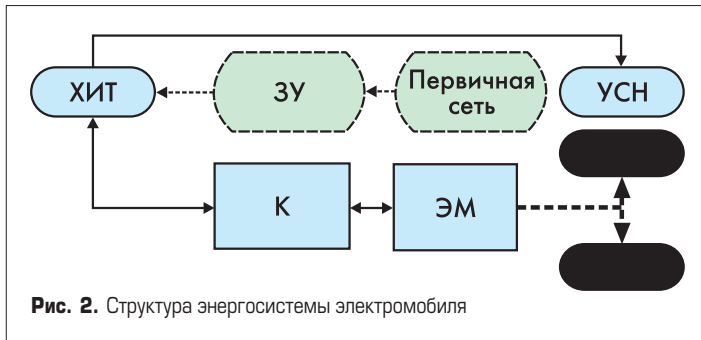 ХИТ
ЗУ
Первичная
сеть
УСН
К
ЭМ
Рис. 2. Структура энергосистемы электромобиля